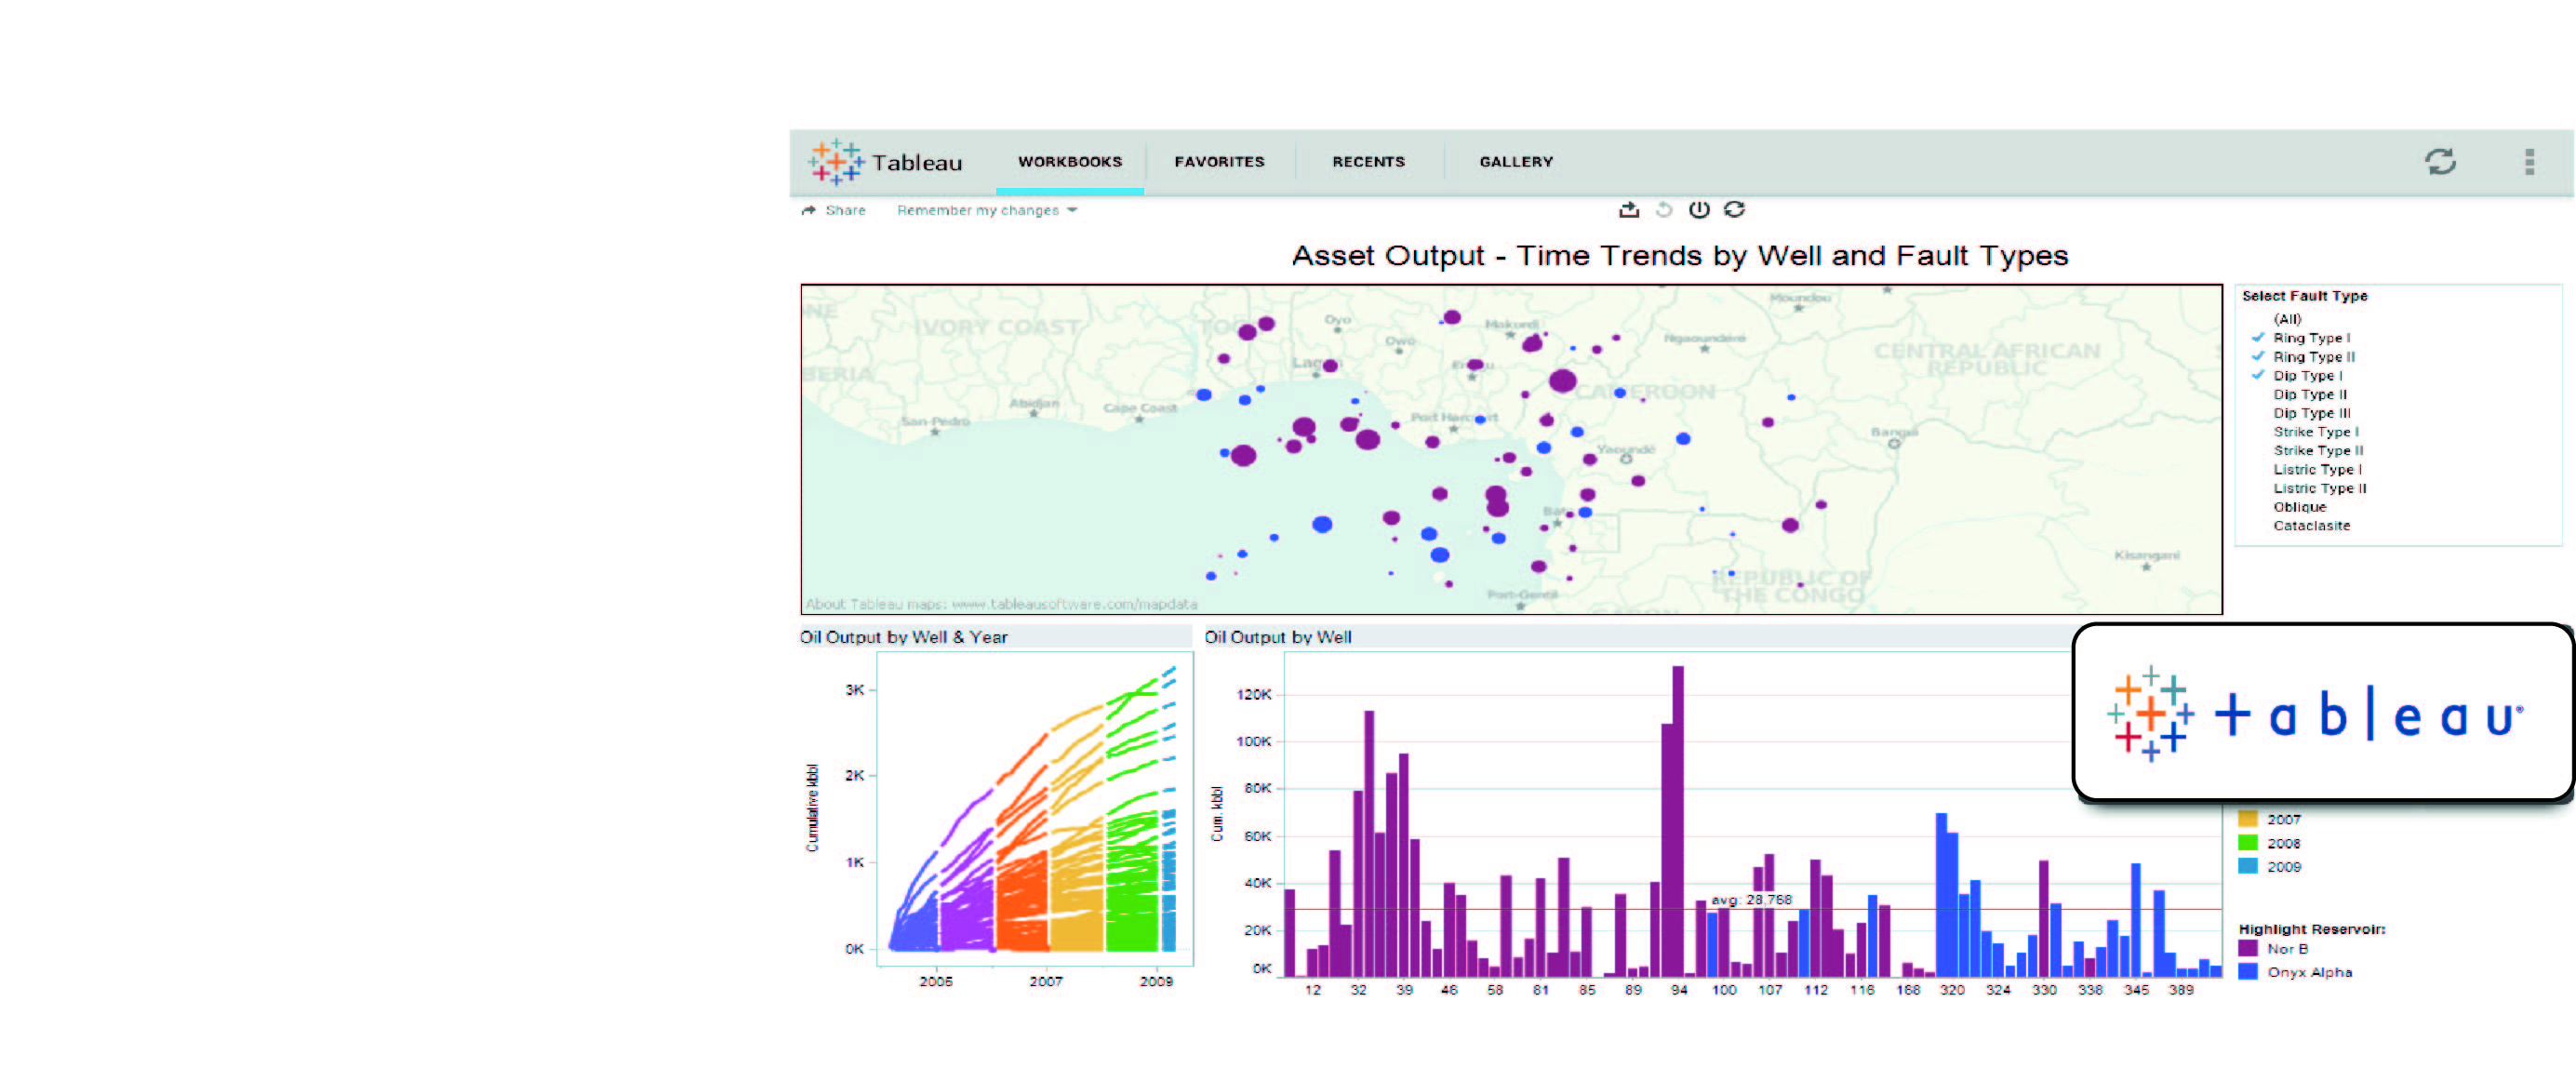 Tableau
WORKBOOKS
FAVORITES
RECENTS
GALLERY
Share
Remember my changes
Asset Output - Time Trends by Well and Fault Types
IVORY COAST
Oyo
Owo
Makurdi
Moundou
Ngaoundere
CENTRAL AFRICAN
REPUBLIC
CAMEROON
San-Pedro
Abidjan
Cape Coast
Port Harcourt
Yaoundé
Bangui
Kisangani
REPUBLIC OF
THE CONGO
Port-Gentil
About Tableau maps: www.tableausoftware.com/mapdata
Select Fault Type
(All)
Ring Type I
Ring Type II
Dip Type I
Dip Type II
Dip Type III
Strike Type I
Strike Type II
Listric Type I
Listric Type II
Oblique
Cataclasite
Oil Output by Well & Year
Cumulative kbbl
3K
2K
1K
0K
2005
2007
2009
Oil Output by Well
Cum. kbbl
120K
100K
80K
60K
40K
20K
0K
avg: 28,768
12 32 39 46 58 81 85 89 94 100 107 112 116 168 320 324 330 338 345 389
tableau®
2007
2008
2009
Highlight Reservoir:
Nor B
Onyx Alpha